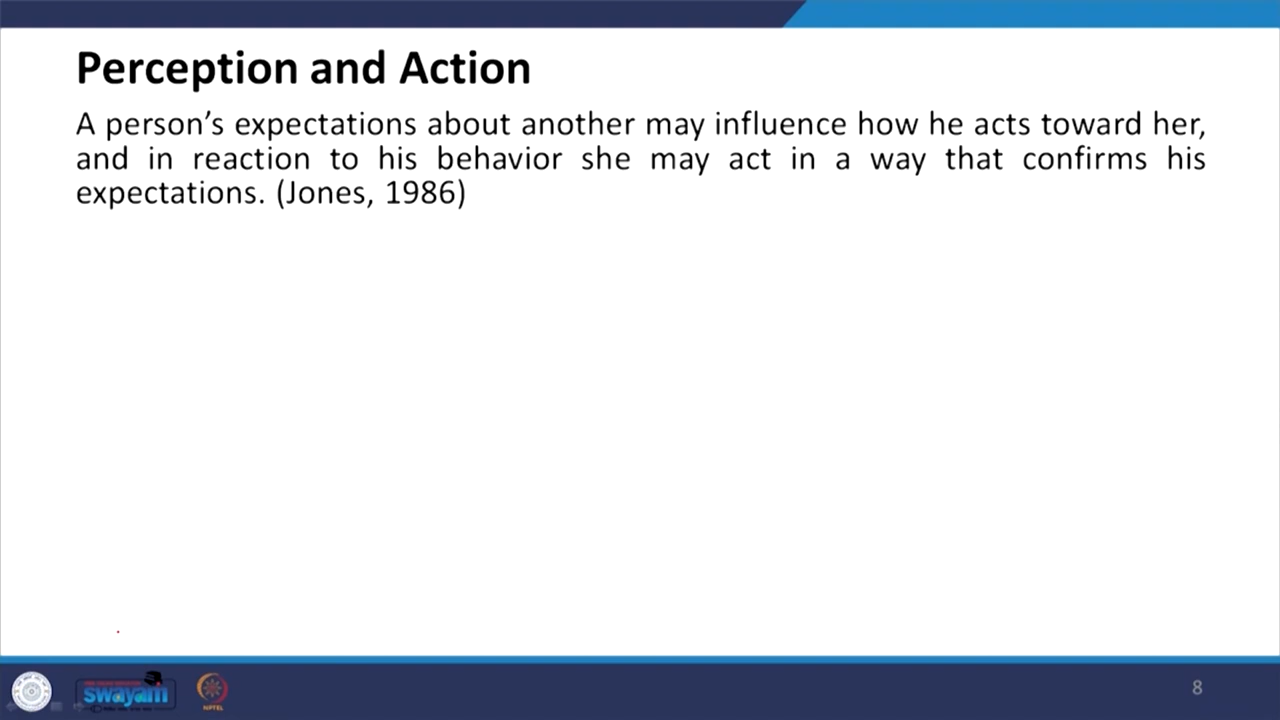 Perception and Action
A person’s expectations about another may influence how he acts toward her,
and in reaction to his behavior she may act in a way that confirms his
expectations. (Jones, 1986)
swayam
NPTEL
8